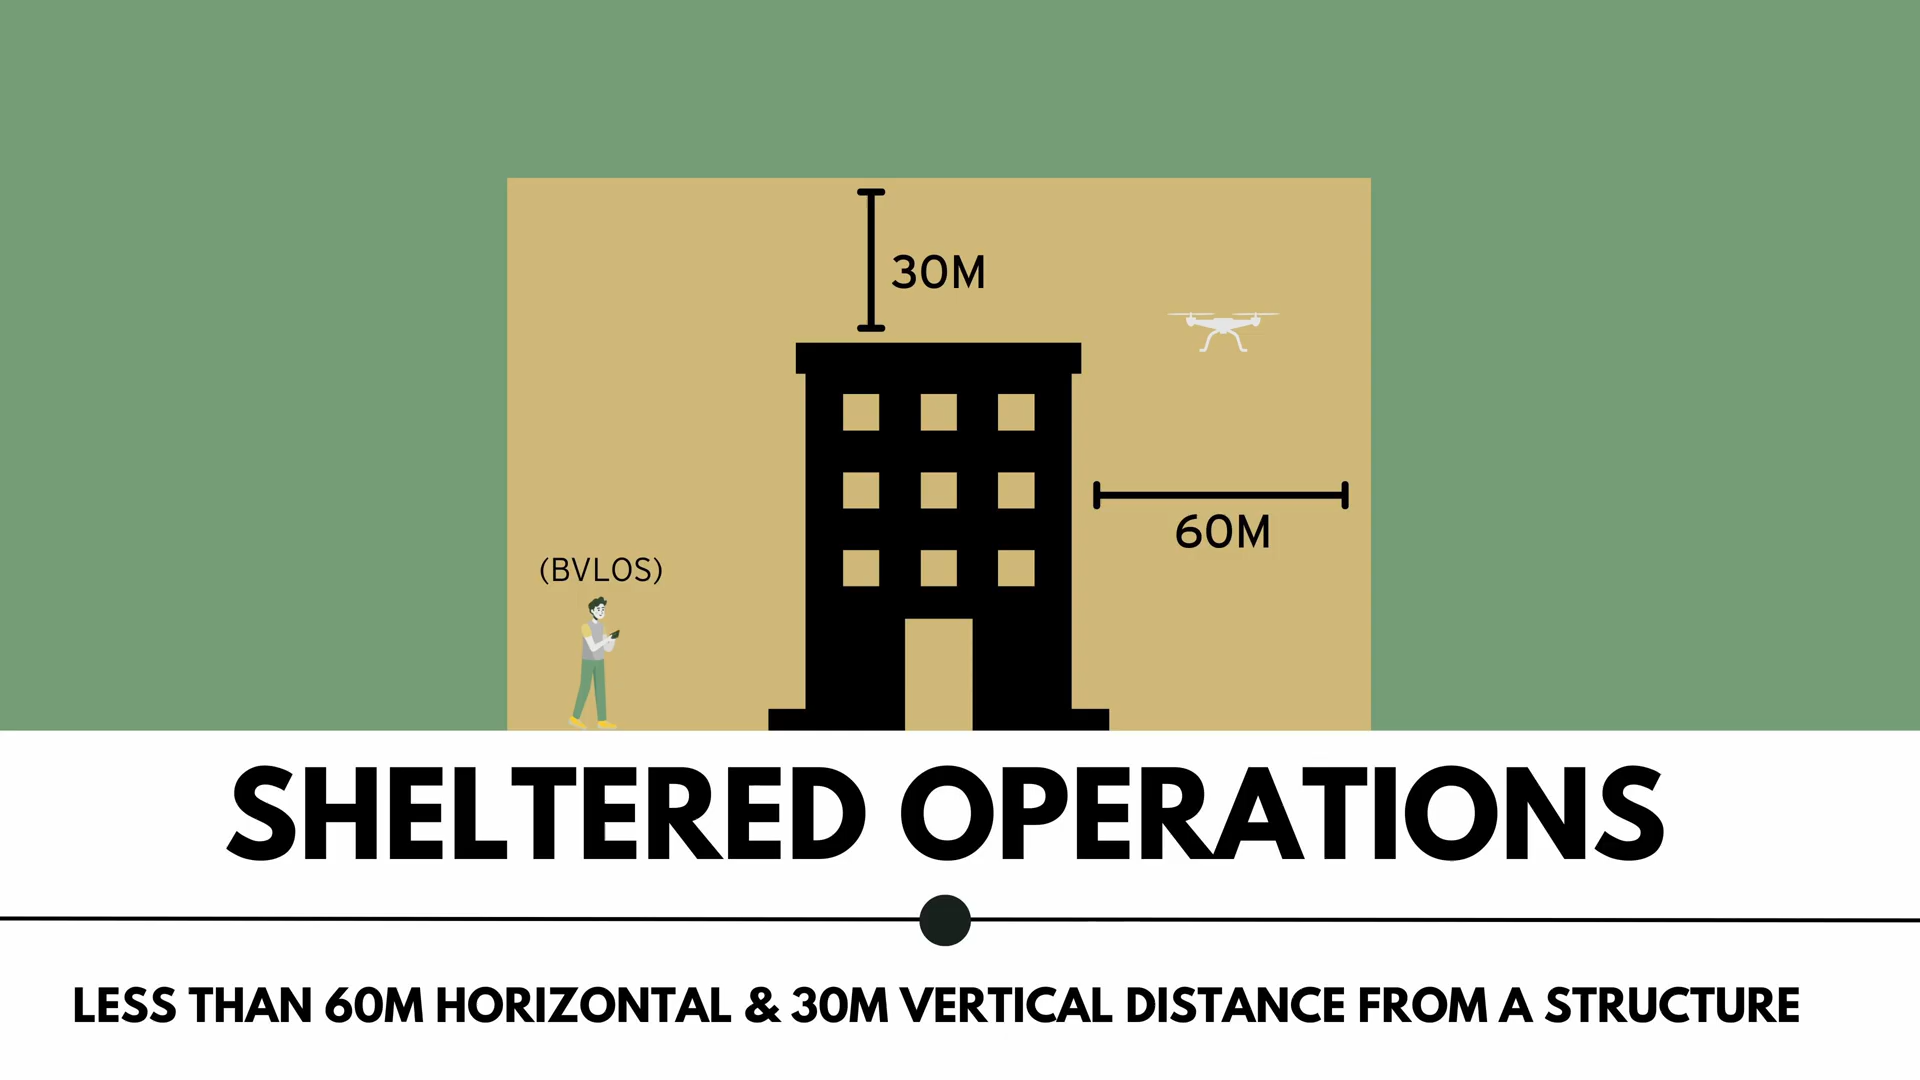 30M
60M
(BVLOS)
SHELTERED OPERATIONS
LESS THAN 60M HORIZONTAL & 30M VERTICAL DISTANCE FROM A STRUCTURE